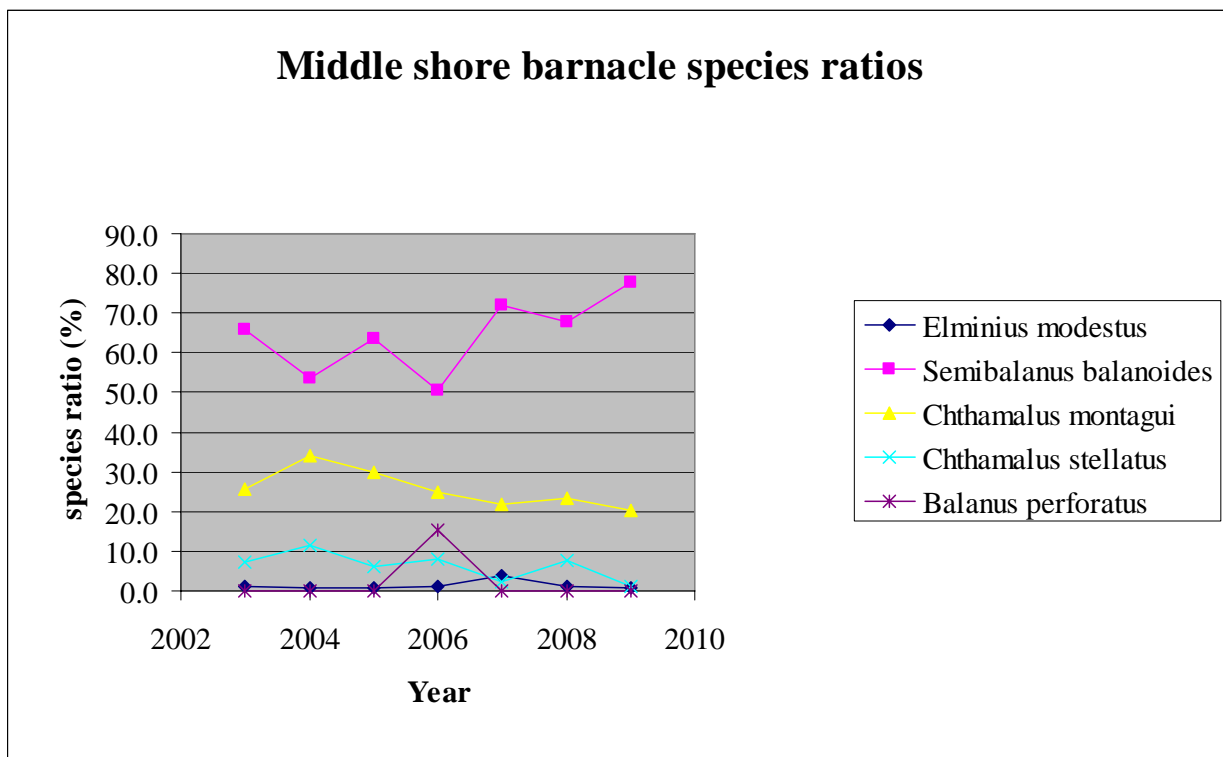 Middle shore barnacle species ratios
90.0
80.0
70.0
60.0
50.0
40.0
30.0
20.0
10.0
0.0
species ratio (%)
2002 2004 2006 2008 2010
Year
Elminius modestus
Semibalanus balanoides
Chthamalus montagui
Chthamalus stellatus
Balanus perforatus